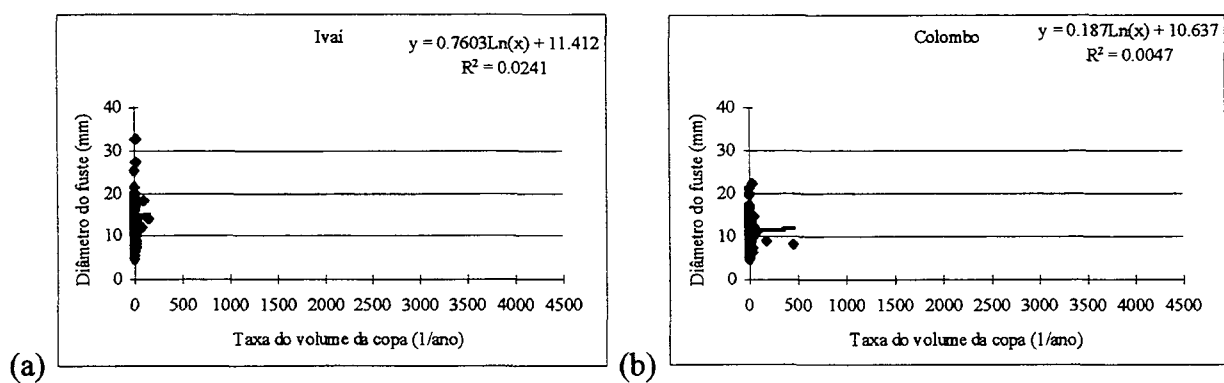 Ivaí
y = 0.7603Ln(x) + 11.412
R² = 0.0241
Diâmetro do fuste (mm)
40
30
20
10
0
0 500 1000 1500 2000 2500 3000 3500 4000 4500
Taxa do volume da copa (1/ano)
(a)
Colombo
y = 0.187Ln(x) + 10.637
R² = 0.0047
Diâmetro do fuste (mm)
40
30
20
10
0
0 500 1000 1500 2000 2500 3000 3500 4000 4500
Taxa do volume da copa (1/ano)
(b)